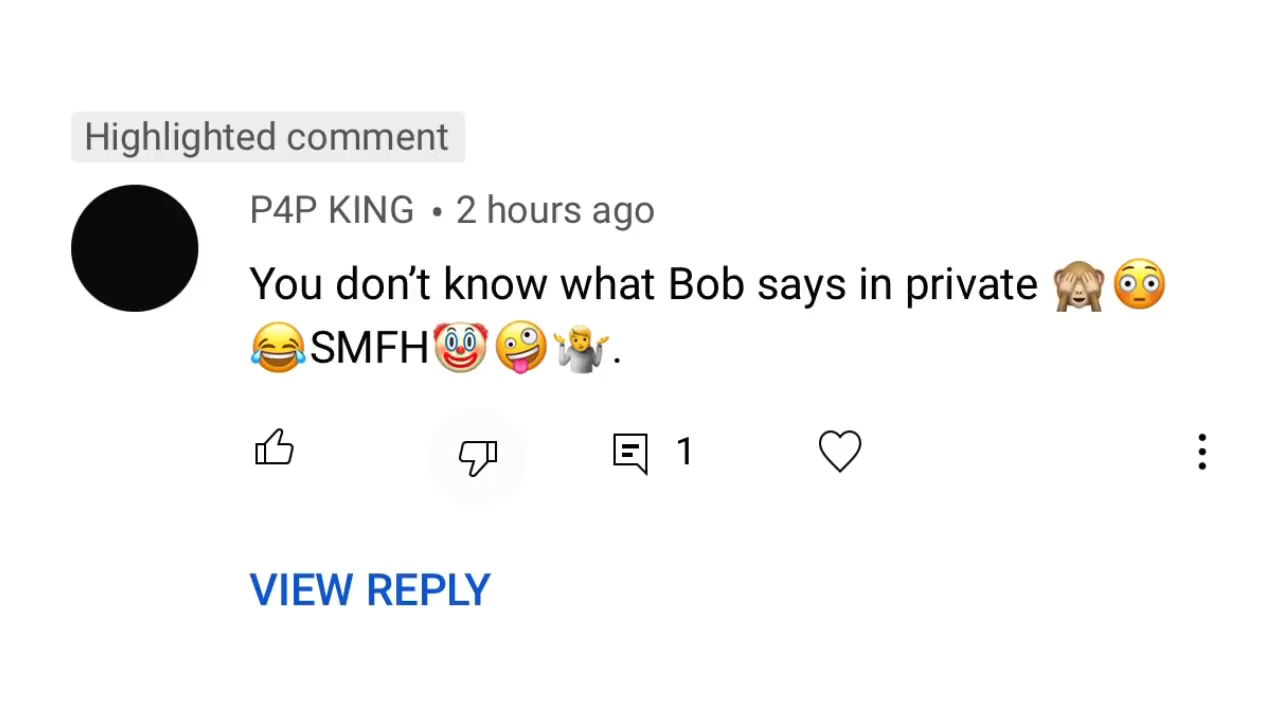 Highlighted comment
P4P KING • 2 hours ago
You don’t know what Bob says in private 🙈😳
😂SMFH🤡🤪🤷.
1
VIEW REPLY